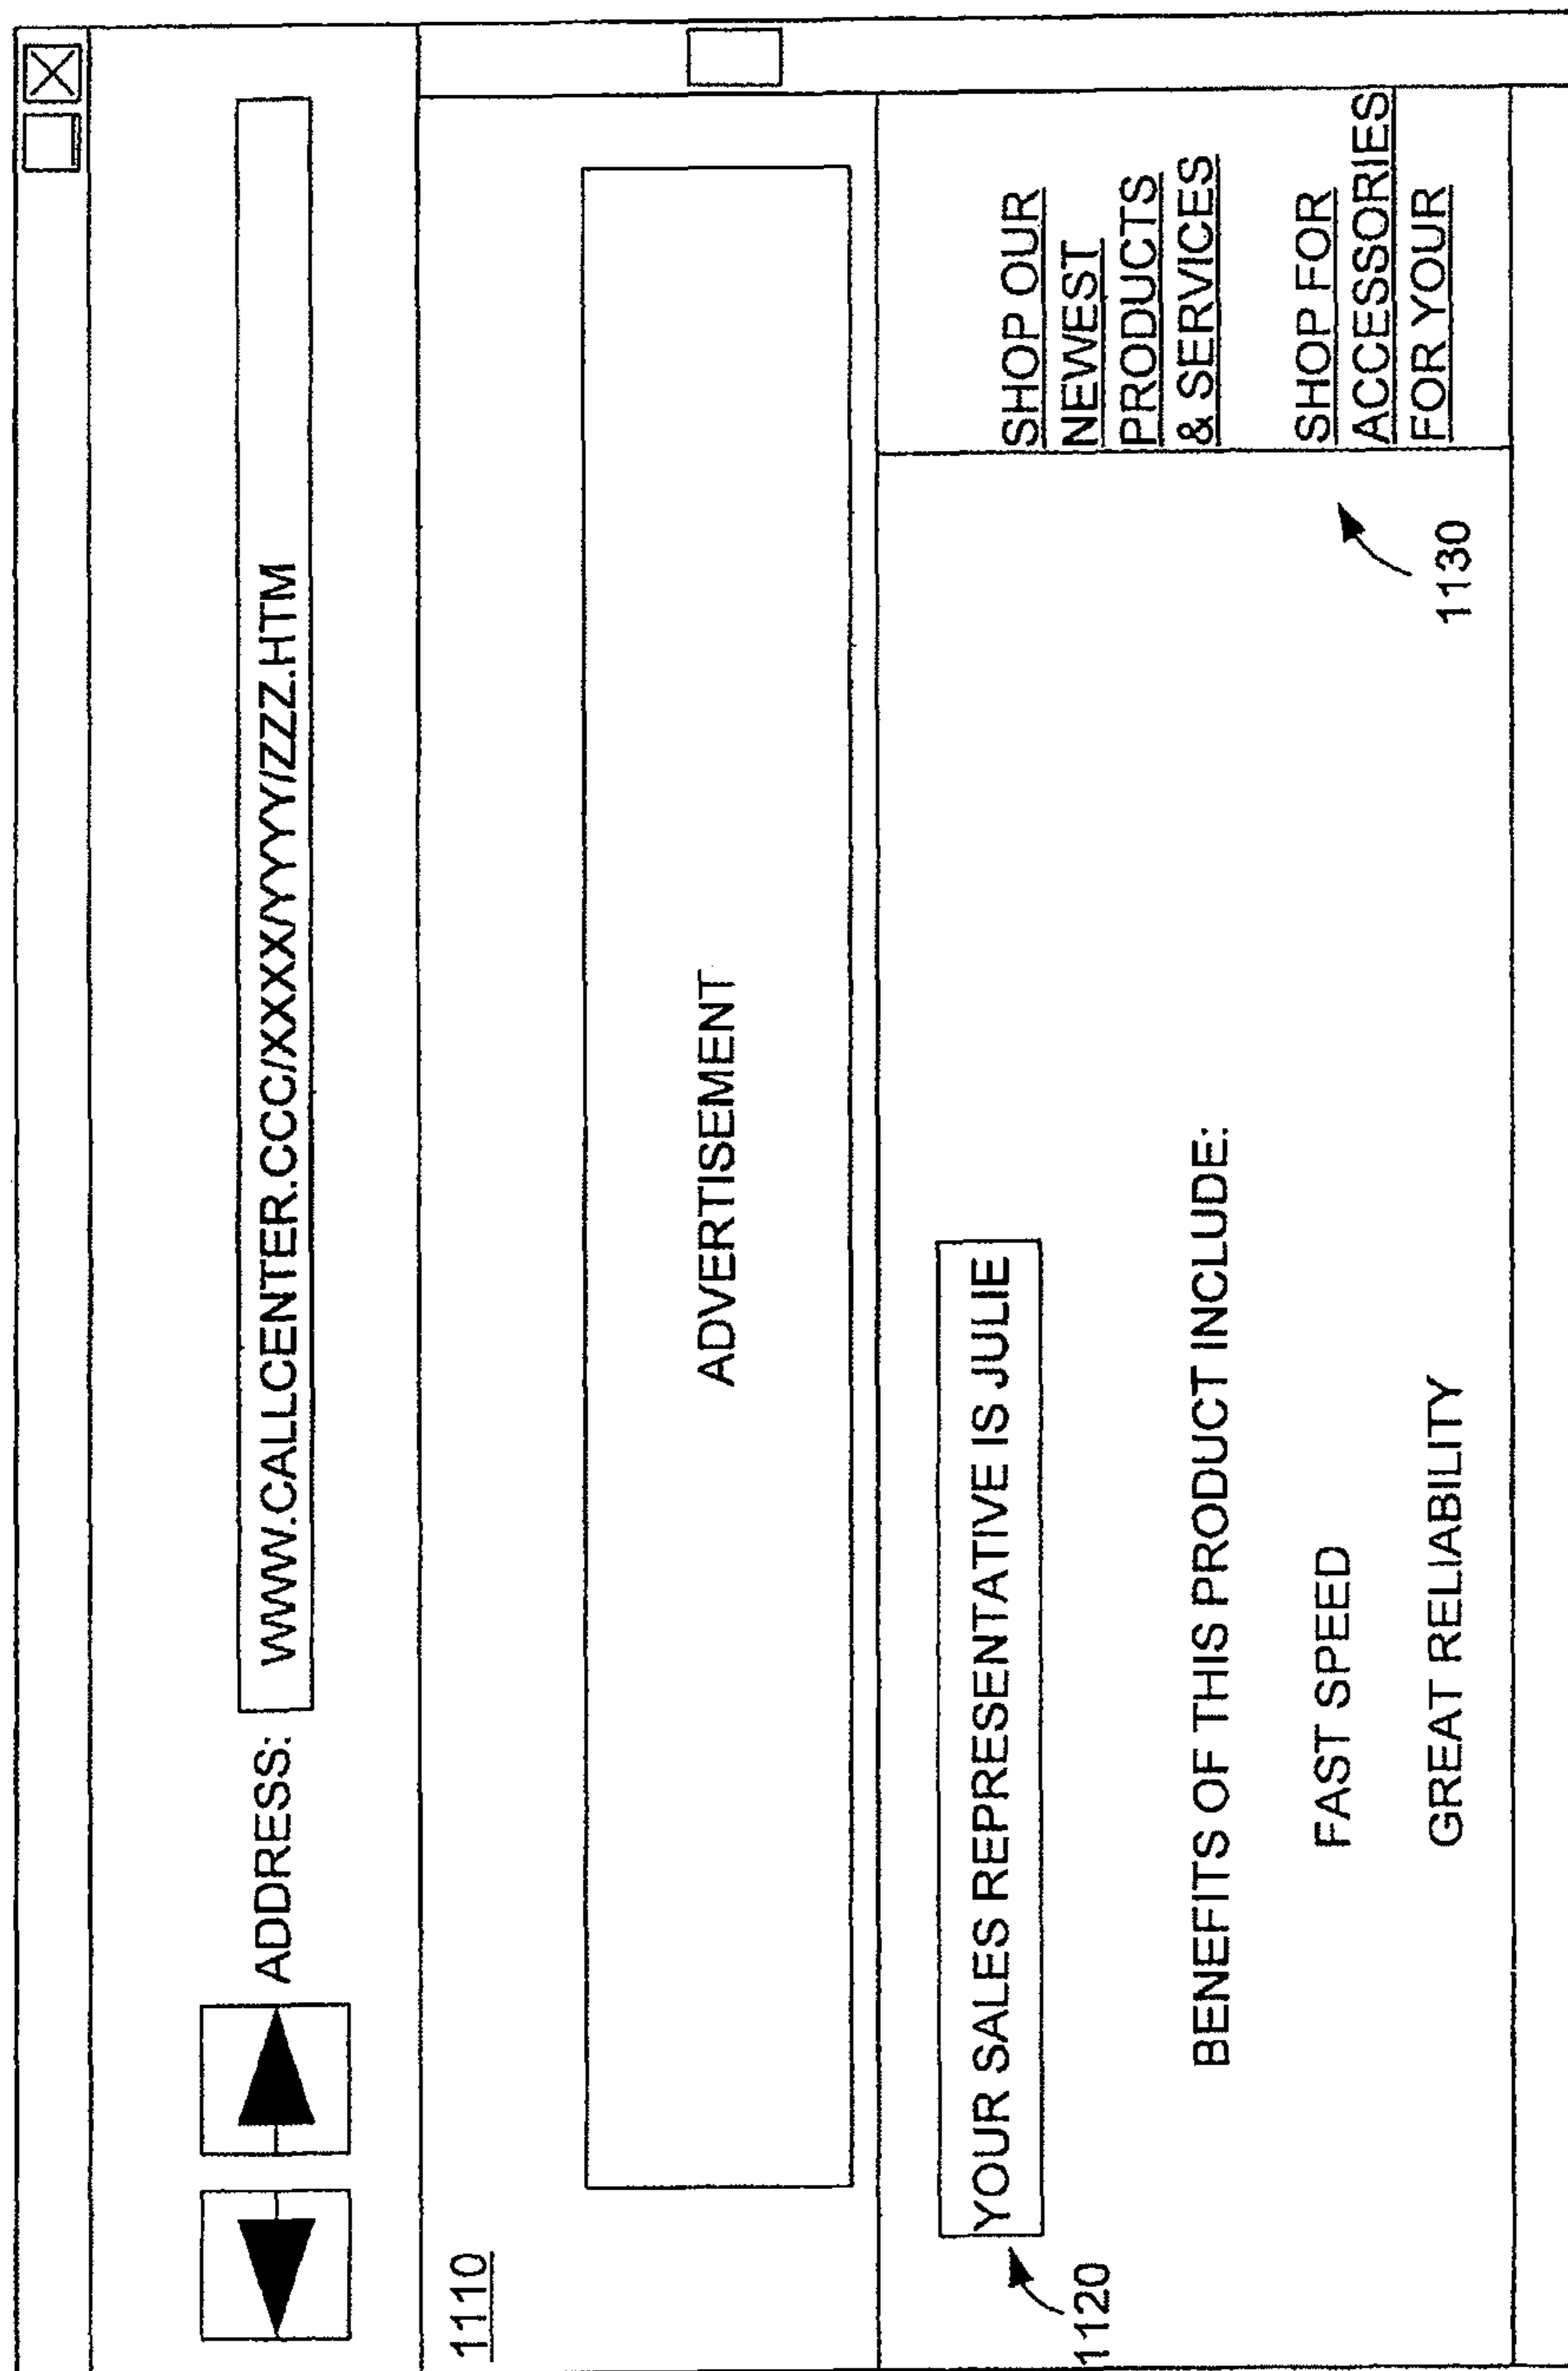 ADDRESS: WWW.CALLCENTER.CCC/XXXX/YYYY/ZZZ.HTM
1110
ADVERTISEMENT
1120
YOUR SALES REPRESENTATIVE IS JULIE
BENEFITS OF THIS PRODUCT INCLUDE:
FAST SPEED
GREAT RELIABILITY
SHOP OUR
NEWEST
PRODUCTS
& SERVICES
SHOP FOR
ACCESSORIES
FOR YOUR
1130